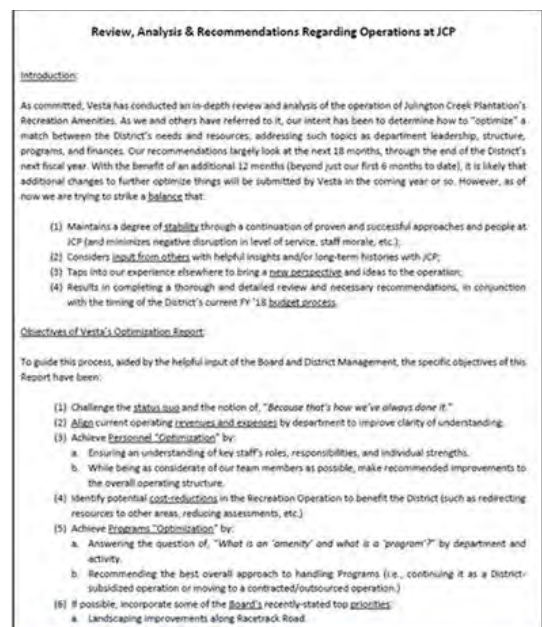 Review, Analysis & Recommendations Regarding Operations at JCP
Introduction:
As committed, Vesta has conducted an in-depth review and analysis of the operation of Julington Creek Plantation's
Recreation Amenities. As we and others have referred to it, our intent has been to determine how to "optimize" a
match between the District's needs and resources, addressing such topics as department leadership, structure,
programs, and finances. Our recommendations largely look at the next 18 months, through the end of the District's
next fiscal year. With the benefit of an additional 12 months (beyond just our first 6 months to date), it is likely that
additional changes to further optimize things will be submitted by Vesta in the coming year or so. However, as of
now we are trying to strike a balance that:
(1) Maintains a degree of stability through a continuation of proven and successful approaches and people at
JCP (and minimizes negative disruption in level of service, staff morale, etc.);
(2) Considers input from others with helpful insights and/or long-term histories with JCP;
(3) Taps into our experience elsewhere to bring a new perspective and ideas to the operation;
(4) Results in completing a thorough and detailed review and necessary recommendations, in conjunction
with the timing of the District's current FY '18 budget process.
Objectives of Vesta's Optimization Report:
To guide this process, aided by the helpful input of the Board and District Management, the specific objectives of this
Report have been:
(1) Challenge the status quo and the notion of, "Because that's how we've always done it."
(2) Align current operating revenues and expenses by department to improve clarity of understanding.
(3) Achieve Personnel "Optimization" by:
a. Ensuring an understanding of key staff's roles, responsibilities, and individual strengths.
b. While being as considerate of our team members as possible, make recommended improvements to
the overall operating structure.
(4) Identify potential cost-reductions in the Recreation Operation to benefit the District (such as redirecting
resources to other areas, reducing assessments, etc.)
(5) Achieve Programs "Optimization" by:
a. Answering the question of, "What is an 'amenity' and what is a 'program'?" by department and
activity.
b. Recommending the best overall approach to handling Programs (i.e., continuing it as a District-
subsidized operation or moving to a contracted/outsourced operation.)
(6) If possible, incorporate some of the Board's recently-stated top priorities:
a. Landscaping improvements along Racetrack Road.